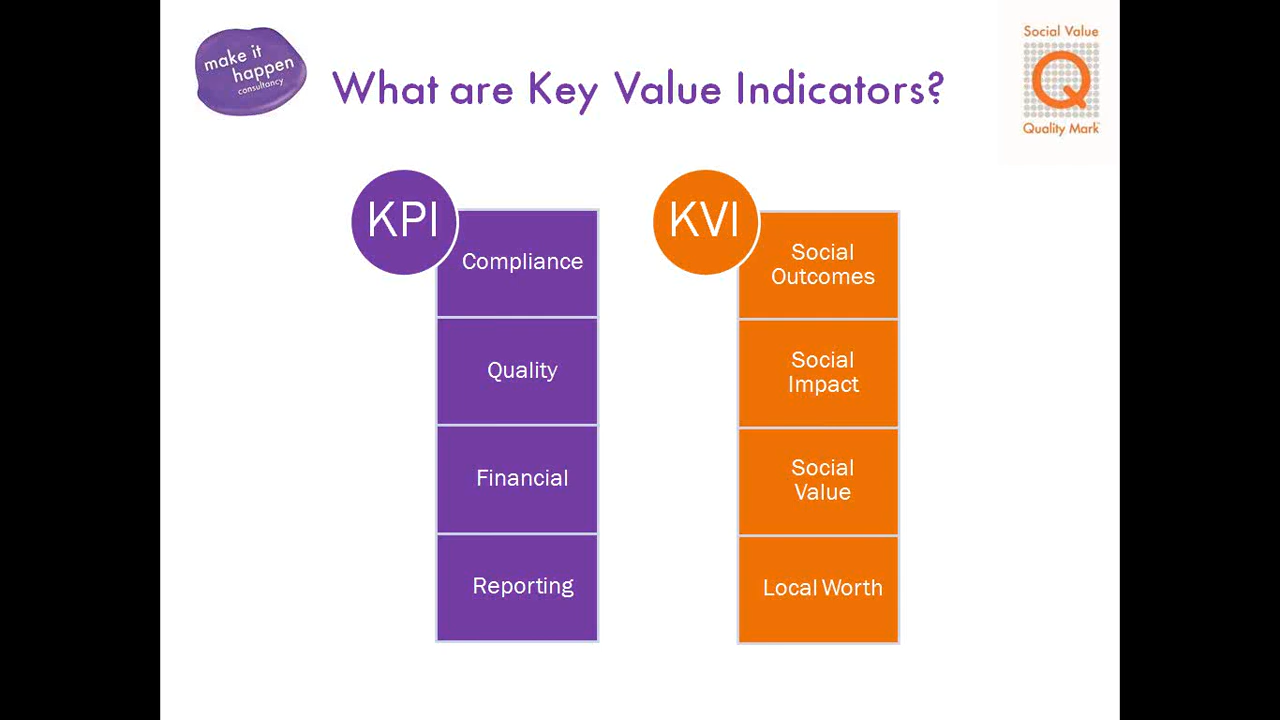 make it
happen
consultancy
What are Key Value Indicators?
Social Value
Q
Quality Mark™
KPI
Compliance
Quality
Financial
Reporting
KVI
Social
Outcomes
Social
Impact
Social
Value
Local Worth